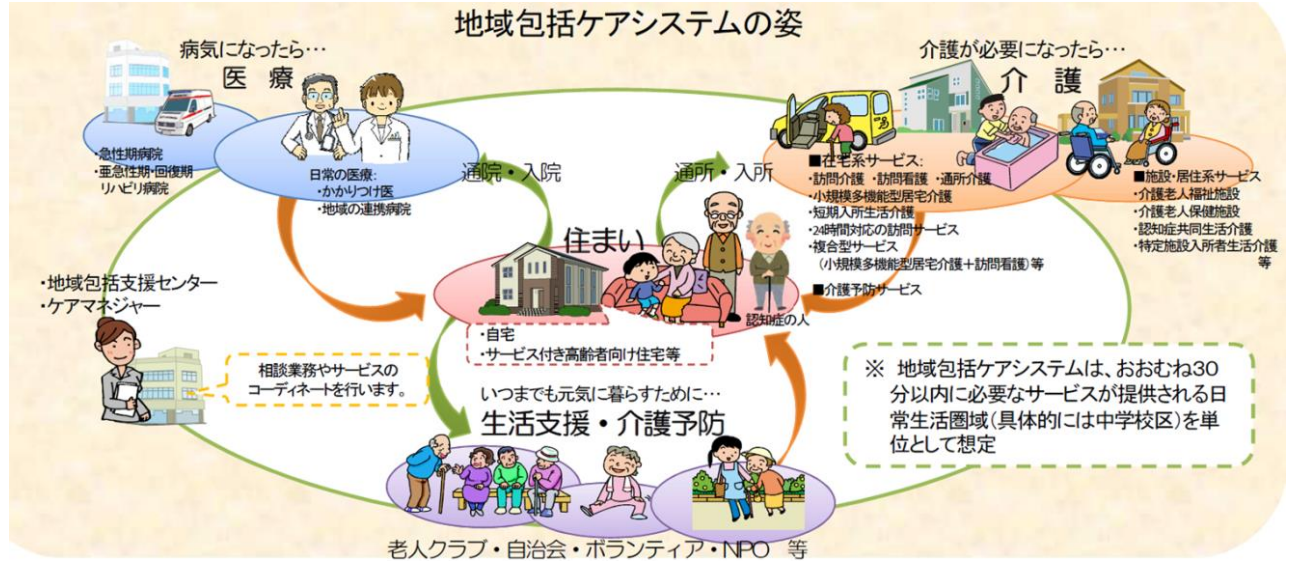 地域包括ケアシステムの姿
病気になったら…
医　療
・急性期病院
・亜急性期・回復期
リハビリ病院
日常の医療：
・かかりつけ医
・地域の連携病院
通院・入院
通所・入所
介護が必要になったら…
介　護
■在宅系サービス：
・訪問介護　・訪問看護　・通所介護
・小規模多機能型居宅介護
・短期入所生活介護
・24時間対応の訪問サービス
・複合型サービス
（小規模多機能型居宅介護＋訪問看護）等
■介護予防サービス
■施設・居住系サービス
・介護老人福祉施設
・介護老人保健施設
・認知症共同生活介護
・特定施設入所者生活介護
等
住まい
認知症の人
・自宅
・サービス付き高齢者向け住宅等
・地域包括支援センター
・ケアマネジャー
相談業務やサービスの
コーディネートを行います。
いつまでも元気に暮らすために…
生活支援・介護予防
老人クラブ・自治会・ボランティア・NPO　等
※　地域包括ケアシステムは、おおむね30
分以内に必要なサービスが提供される日
常生活圏域（具体的には中学校区）を単
位として想定